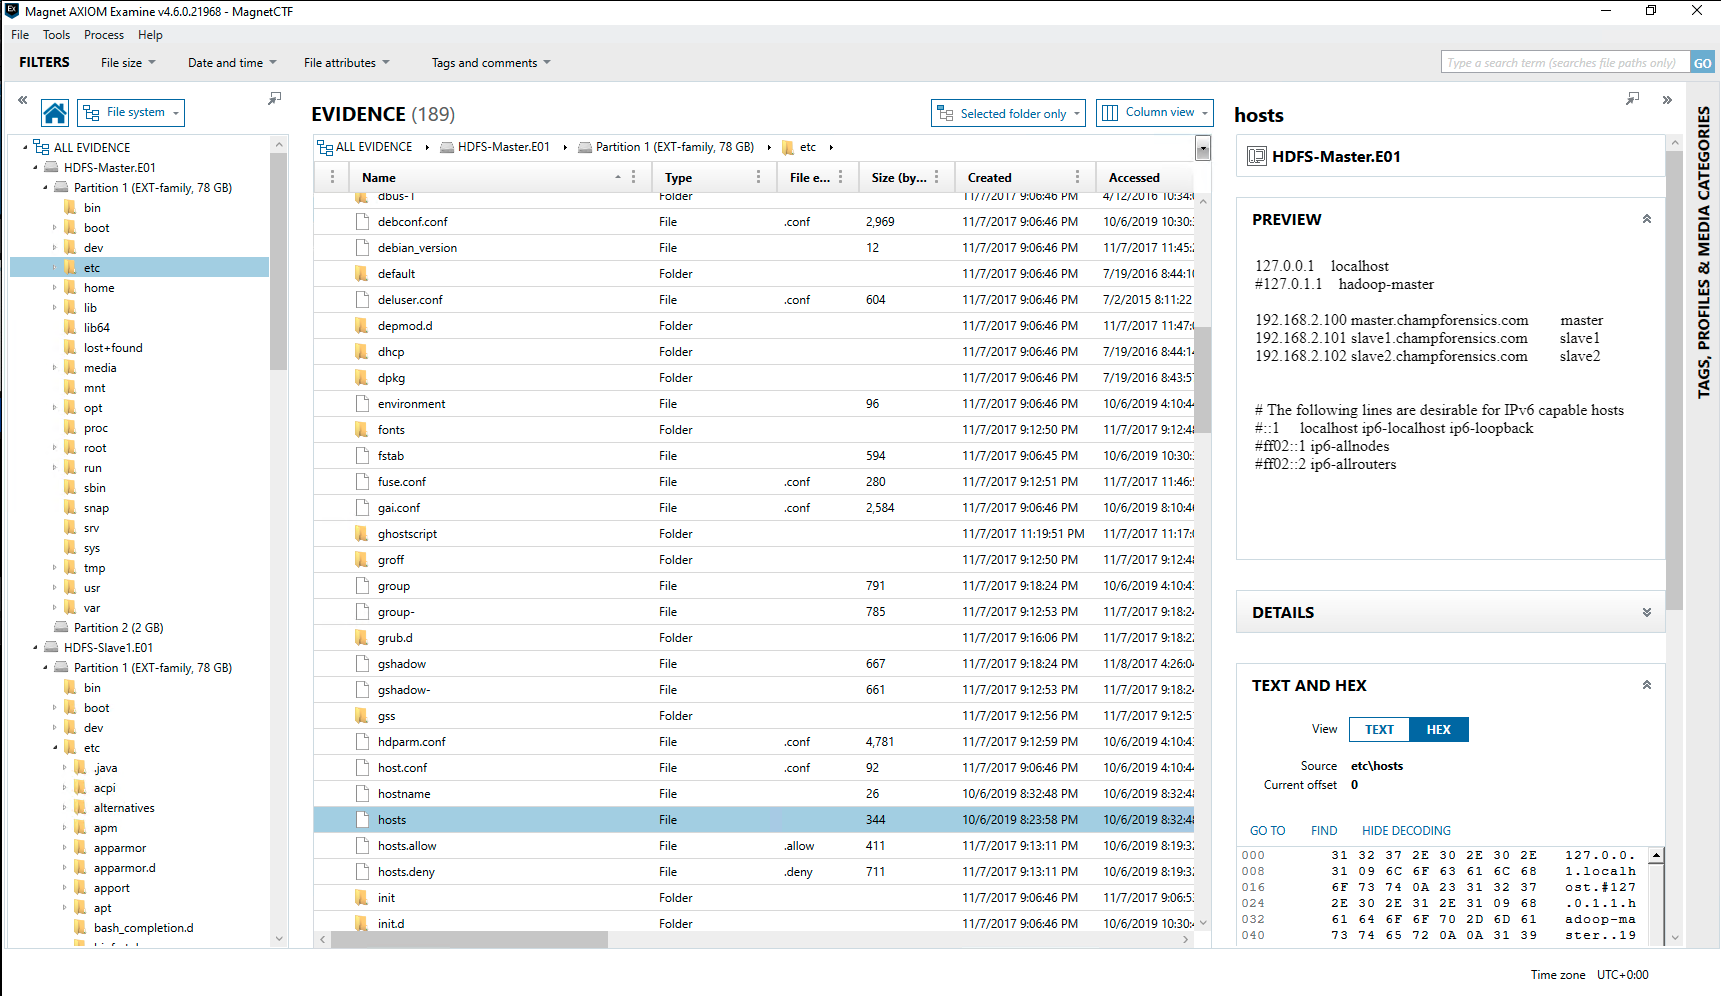 Magnet AXIOM Examine v4.6.0.21968 - MagnetCTF
File Tools Process Help
FILTERS File size Date and time File attributes Tags and comments Type a search term (searches file paths only) GO
File system
ALL EVIDENCE
HDFS-Master.E01
Partition 1 (EXT-family, 78 GB)
bin
boot
dev
etc
home
lib
lib64
lost+found
media
mnt
opt
proc
root
run
sbin
snap
srv
sys
tmp
usr
var
Partition 2 (2 GB)
HDFS-Slave1.E01
Partition 1 (EXT-family, 78 GB)
bin
boot
dev
etc
.java
acpi
alternatives
apm
apparmor
apparmor.d
apport
apt
bash_completion.d
EVIDENCE (189) Selected folder only Column view
ALL EVIDENCE HDFS-Master.E01 Partition 1 (EXT-family, 78 GB) etc
Name Type File e... Size (by... Created Accessed
dbus-1 Folder 11/7/2017 9:06:46 PM 4/12/2016 10:34:
debconf.conf File .conf 2,969 11/7/2017 9:06:46 PM 10/6/2019 10:30:
debian_version File 12 11/7/2017 9:06:46 PM 11/7/2017 11:45:
default Folder 11/7/2017 9:06:46 PM 7/19/2016 8:44:1
deluser.conf File .conf 604 11/7/2017 9:06:46 PM 7/2/2015 8:11:22
depmod.d Folder 11/7/2017 9:06:46 PM 11/7/2017 11:47:
dhcp Folder 11/7/2017 9:06:46 PM 7/19/2016 8:44:1
dpkg Folder 11/7/2017 9:06:46 PM 7/19/2016 8:43:5
environment File 96 11/7/2017 9:06:46 PM 10/6/2019 4:10:4
fonts Folder 11/7/2017 9:12:50 PM 11/7/2017 9:12:4
fstab File 594 11/7/2017 9:06:45 PM 10/6/2019 10:30:
fuse.conf File .conf 280 11/7/2017 9:12:51 PM 11/7/2017 11:46:
gai.conf File .conf 2,584 11/7/2017 9:06:46 PM 10/6/2019 8:10:4
ghostscript Folder 11/7/2017 11:19:51 PM 11/7/2017 11:17:
groff Folder 11/7/2017 9:12:50 PM 11/7/2017 9:12:4
group File 791 11/7/2017 9:18:24 PM 10/6/2019 4:10:4
group- File 785 11/7/2017 9:12:53 PM 11/7/2017 9:18:2
grub.d Folder 11/7/2017 9:16:06 PM 11/7/2017 9:18:2
gshadow File 667 11/7/2017 9:18:24 PM 11/8/2017 4:26:0
gshadow- File 661 11/7/2017 9:12:53 PM 11/7/2017 9:18:2
gss Folder 11/7/2017 9:12:56 PM 11/7/2017 9:12:5
hdparm.conf File .conf 4,781 11/7/2017 9:12:59 PM 10/6/2019 4:10:4
host.conf File .conf 92 11/7/2017 9:06:46 PM 10/6/2019 4:10:4
hostname File 26 10/6/2019 8:32:48 PM 10/6/2019 8:32:4
hosts File 344 10/6/2019 8:23:58 PM 10/6/2019 8:32:4
hosts.allow File .allow 411 11/7/2017 9:13:11 PM 10/6/2019 8:19:3
hosts.deny File .deny 711 11/7/2017 9:13:11 PM 10/6/2019 8:19:3
init Folder 11/7/2017 9:06:46 PM 11/7/2017 9:06:5
init.d Folder 11/7/2017 9:06:46 PM 10/6/2019 10:30:
hosts
HDFS-Master.E01
PREVIEW
127.0.0.1 localhost
#127.0.1.1 hadoop-master
192.168.2.100 master.champforensics.com master
192.168.2.101 slave1.champforensics.com slave1
192.168.2.102 slave2.champforensics.com slave2
# The following lines are desirable for IPv6 capable hosts
#::1 localhost ip6-localhost ip6-loopback
#ff02::1 ip6-allnodes
#ff02::2 ip6-allrouters
DETAILS
TEXT AND HEX
View TEXT HEX
Source etc\hosts
Current offset 0
GO TO FIND HIDE DECODING
000 31 32 37 2E 30 2E 30 2E 127.0.0.
008 31 09 6C 6F 63 61 6C 68 1.localh
016 6F 73 74 0A 23 31 32 37 ost.#127
024 2E 30 2E 31 2E 31 09 68 .0.1.1.h
032 61 64 6F 6F 70 2D 6D 61 adoop-ma
040 73 74 65 72 0A 0A 31 39 ster..19
TAGS, PROFILES & MEDIA CATEGORIES
Time zone UTC+0:00